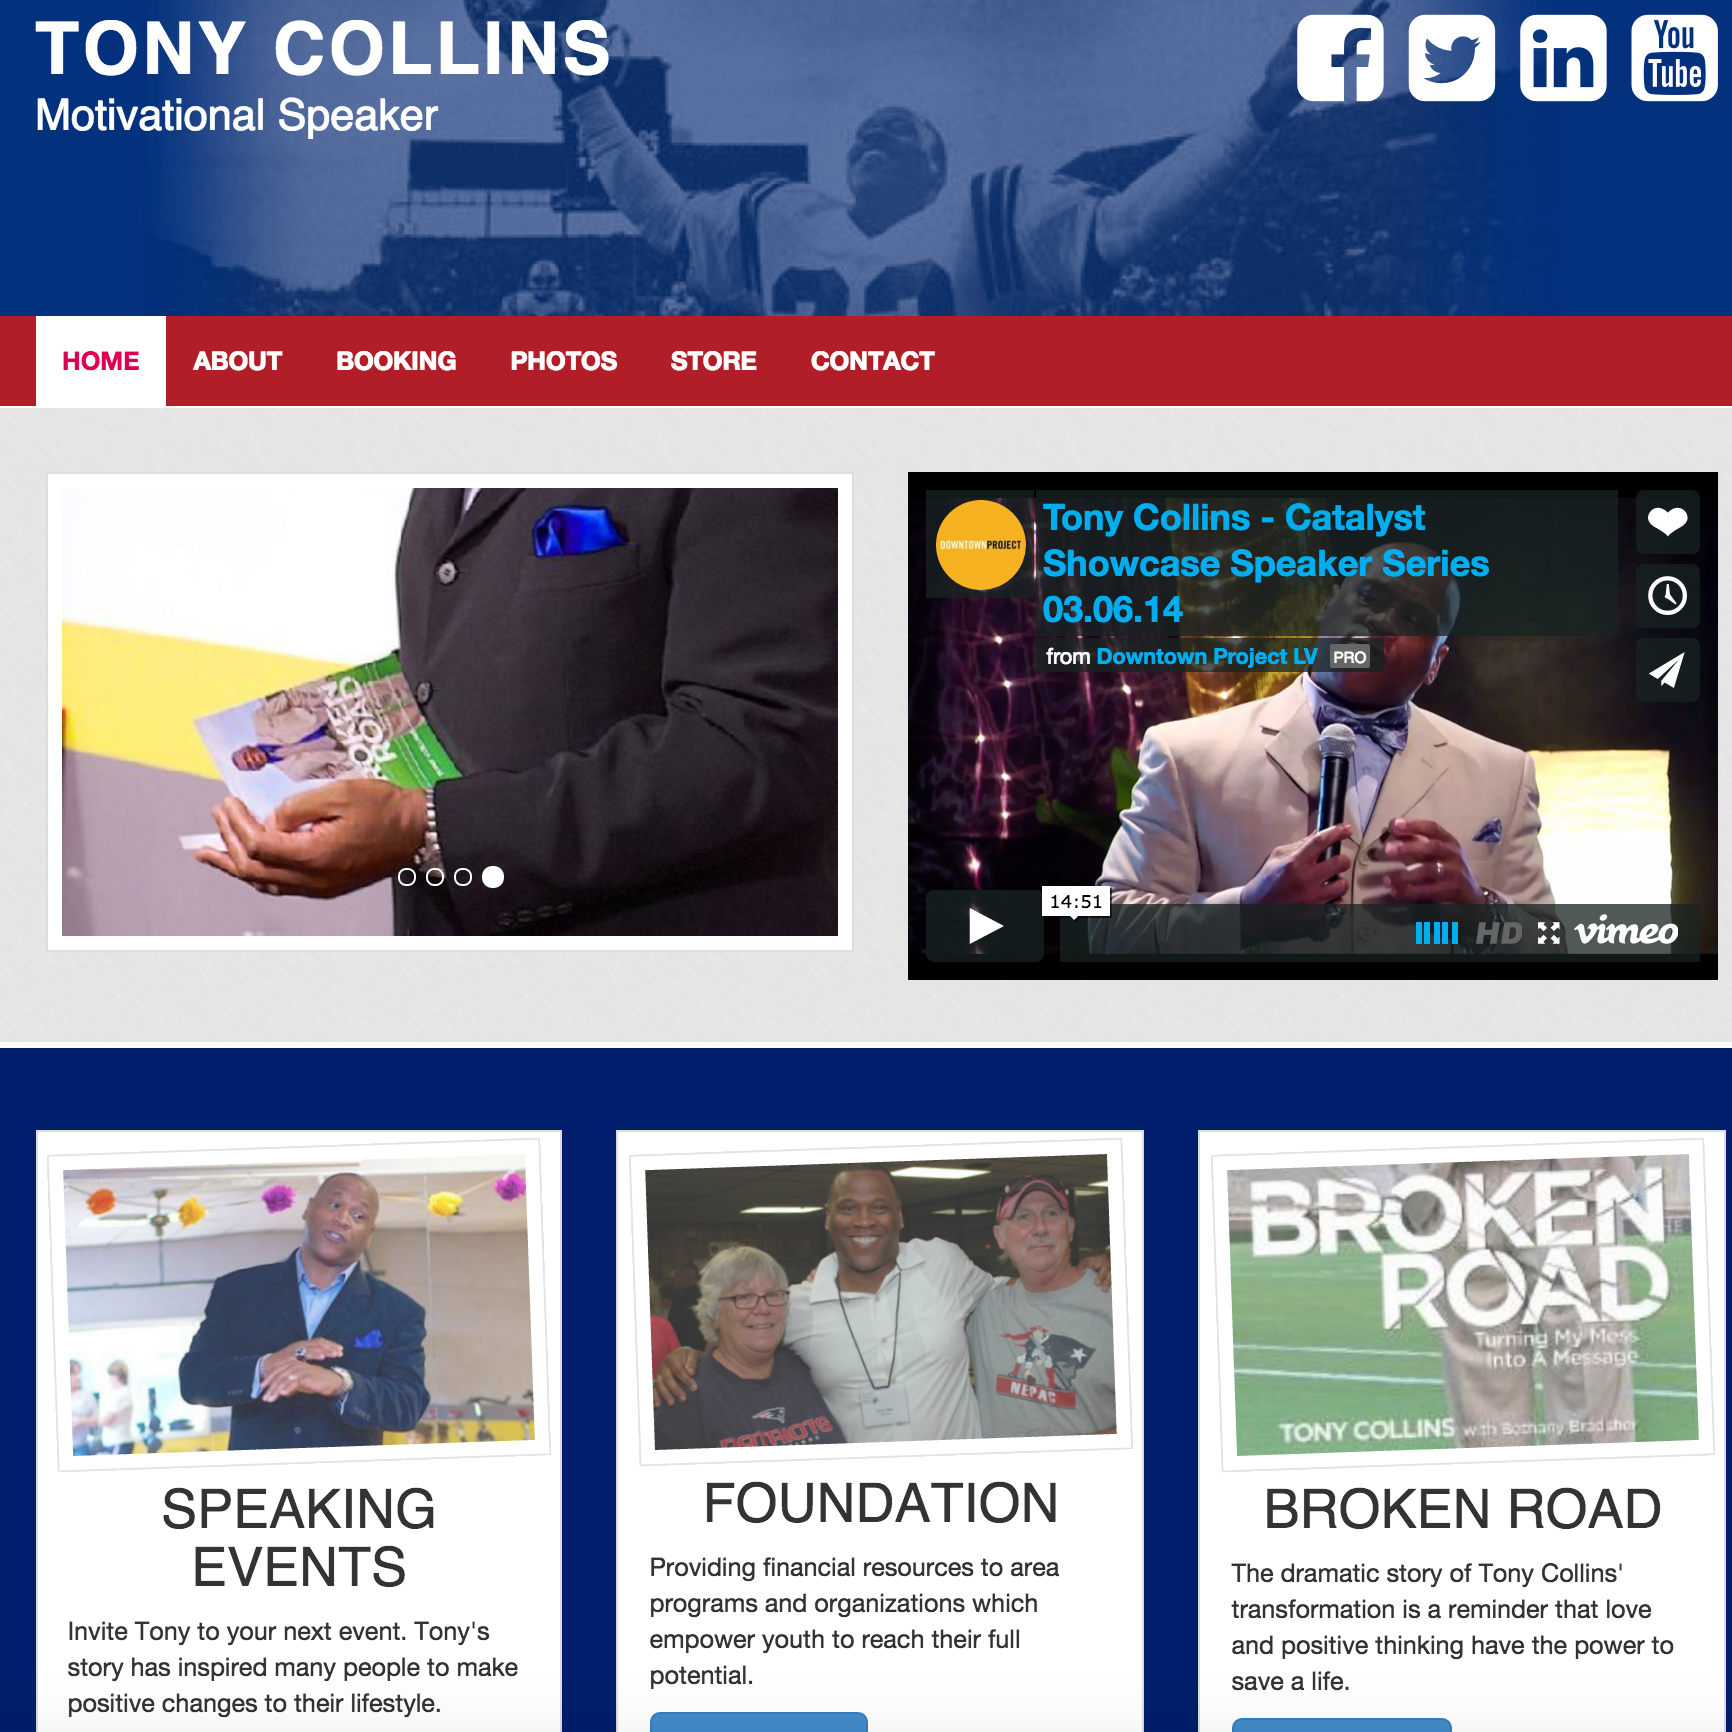 TONY COLLINS
Motivational Speaker
You
Tube
HOME ABOUT BOOKING PHOTOS STORE CONTACT
BROKEN
ROAD
DOWNTOWNPROJECT
Tony Collins - Catalyst
Showcase Speaker Series
03.06.14
from Downtown Project LV PRO
14:51
HD vimeo
PATRIOTS
NEPAC
BROKEN
ROAD
Turning My Mess
Into A Message
TONY COLLINS with Bethany Bradsher
SPEAKING
EVENTS
Invite Tony to your next event. Tony's
story has inspired many people to make
positive changes to their lifestyle.
FOUNDATION
Providing financial resources to area
programs and organizations which
empower youth to reach their full
potential.
BROKEN ROAD
The dramatic story of Tony Collins'
transformation is a reminder that love
and positive thinking have the power to
save a life.